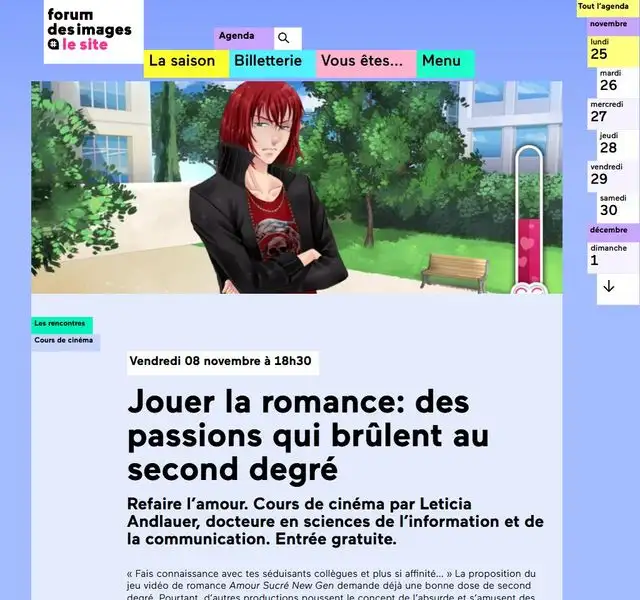 forum
des images
le site
Agenda
La saison
Billetterie
Vous êtes...
Menu
Tout l'agenda
novembre
lundi
25
mardi
26
mercredi
27
jeudi
28
vendredi
29
samedi
30
décembre
dimanche
1
Les rencontres
Cours de cinéma
Vendredi 08 novembre à 18h30
Jouer la romance: des
passions qui brûlent au
second degré
Refaire l'amour. Cours de cinéma par Leticia
Andlauer, docteure en sciences de l'information et de
la communication. Entrée gratuite.
« Fais connaissance avec tes séduisants collègues et plus si affinité... » La proposition du
jeu vidéo de romance Amour Sucré New Gen demande déjà une bonne dose de second
degré. Pourtant, d'autres productions poussent le concept de l'absurde et s'amusent des